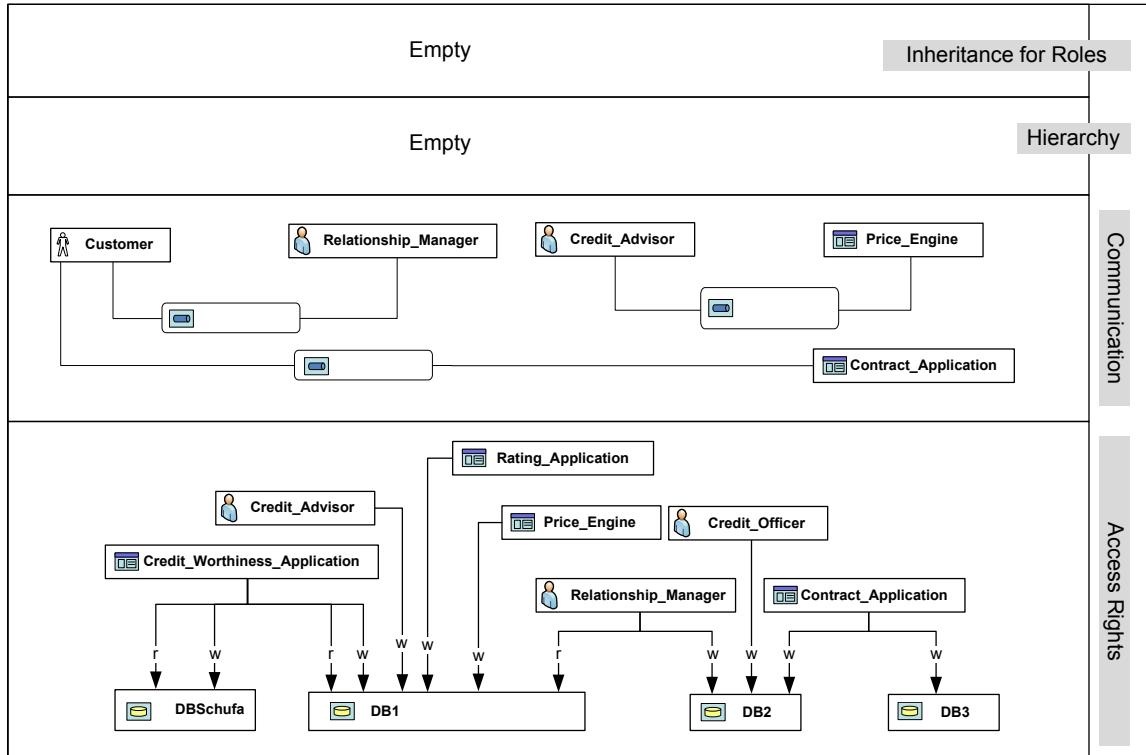 Empty
Inheritance for Roles
Empty
Hierarchy
Customer
Relationship_Manager
Credit_Advisor
Price_Engine
Contract_Application
Communication
Rating_Application
Credit_Advisor
Price_Engine
Credit_Officer
Credit_Worthiness_Application
Relationship_Manager
Contract_Application
r
w
r
w
w
w
w
r
w
w
w
w
DBSchufa
DB1
DB2
DB3
Access Rights